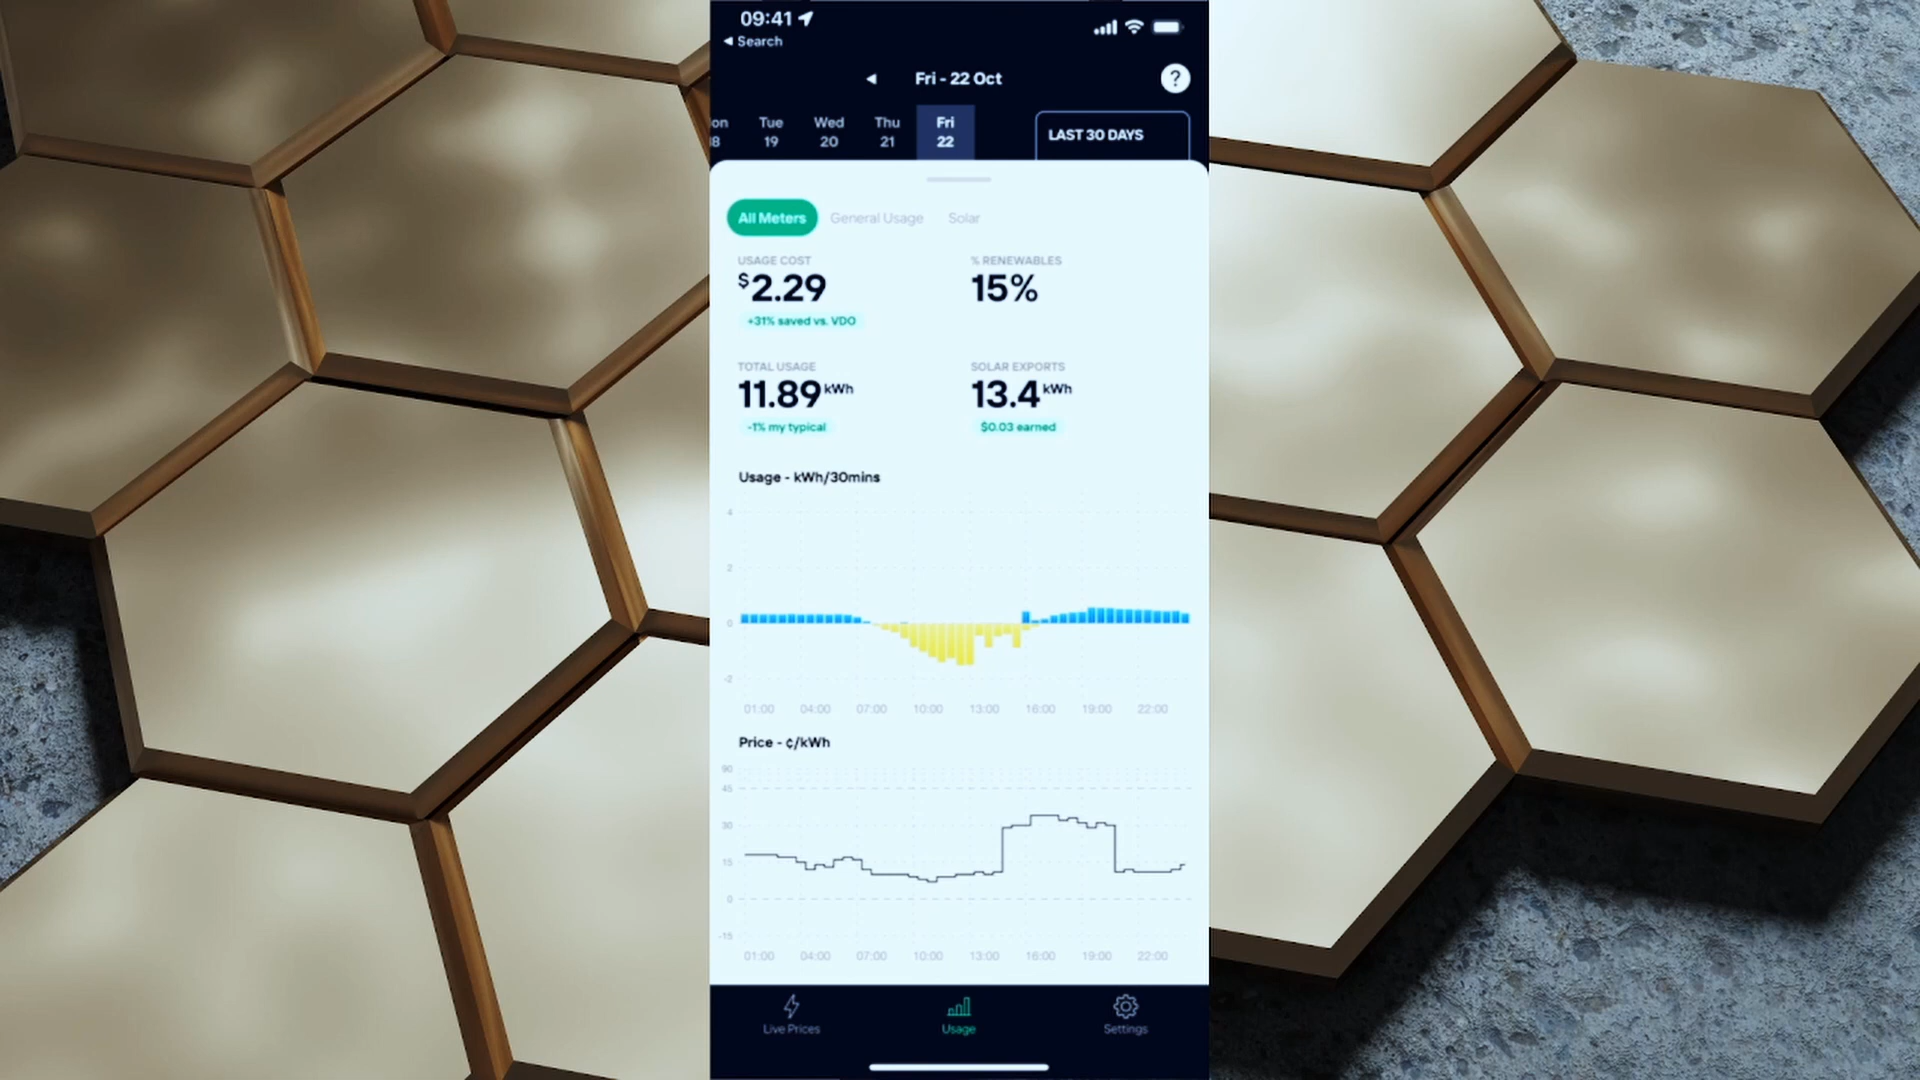 09:41
◀ Search
◀ Fri - 22 Oct ?
on Tue Wed Thu Fri
18 19 20 21 22
LAST 30 DAYS
All Meters General Usage Solar
USAGE COST % RENEWABLES
$2.29 15%
+31% saved vs. VDO
TOTAL USAGE SOLAR EXPORTS
11.89 kWh 13.4 kWh
-1% my typical $0.03 earned
Usage - kWh/30mins
4
2
0
-2
01:00 04:00 07:00 10:00 13:00 16:00 19:00 22:00
Price - ¢/kWh
90
45
30
15
0
-15
01:00 04:00 07:00 10:00 13:00 16:00 19:00 22:00
Live Prices Usage Settings